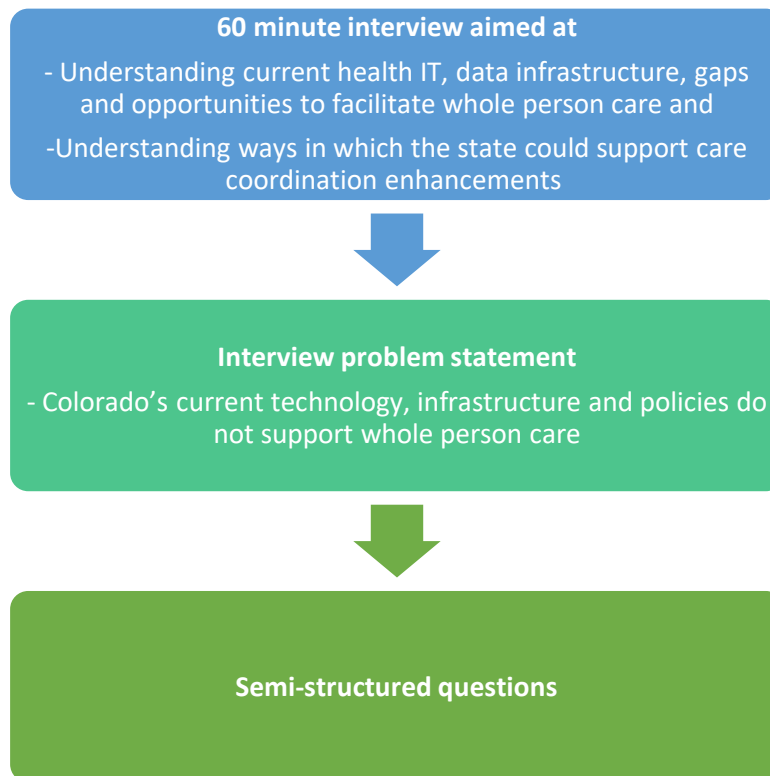 60 minute interview aimed at
- Understanding current health IT, data infrastructure, gaps
and opportunities to facilitate whole person care and
-Understanding ways in which the state could support care
coordination enhancements
Interview problem statement
- Colorado’s current technology, infrastructure and policies do
not support whole person care
Semi-structured questions